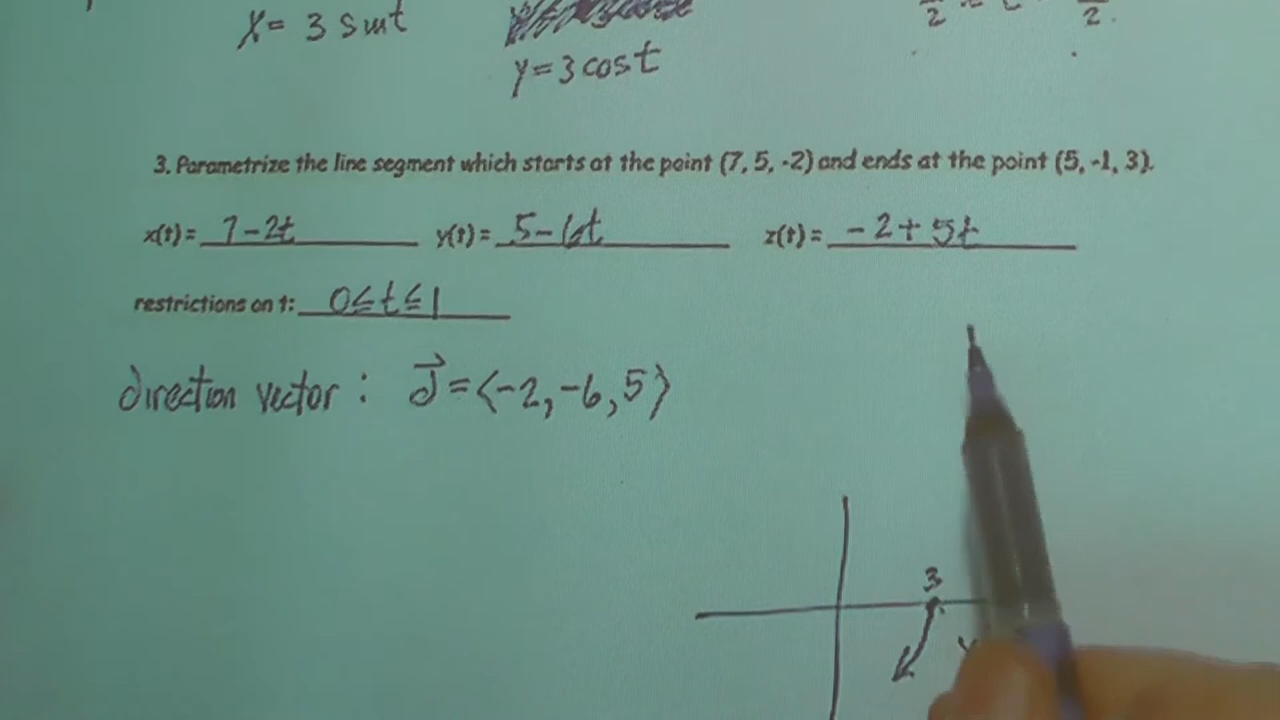 x = 3 sin t
y = 3 cos t
2 2.
3. Parametrize the line segment which starts at the point (7, 5, -2) and ends at the point (5, -1, 3).
x(t) = 7-2t y(t) = 5-6t z(t) = -2+5t
restrictions on t: 0≤t≤1
direction vector : d⃗ = ⟨-2, -6, 5⟩
3